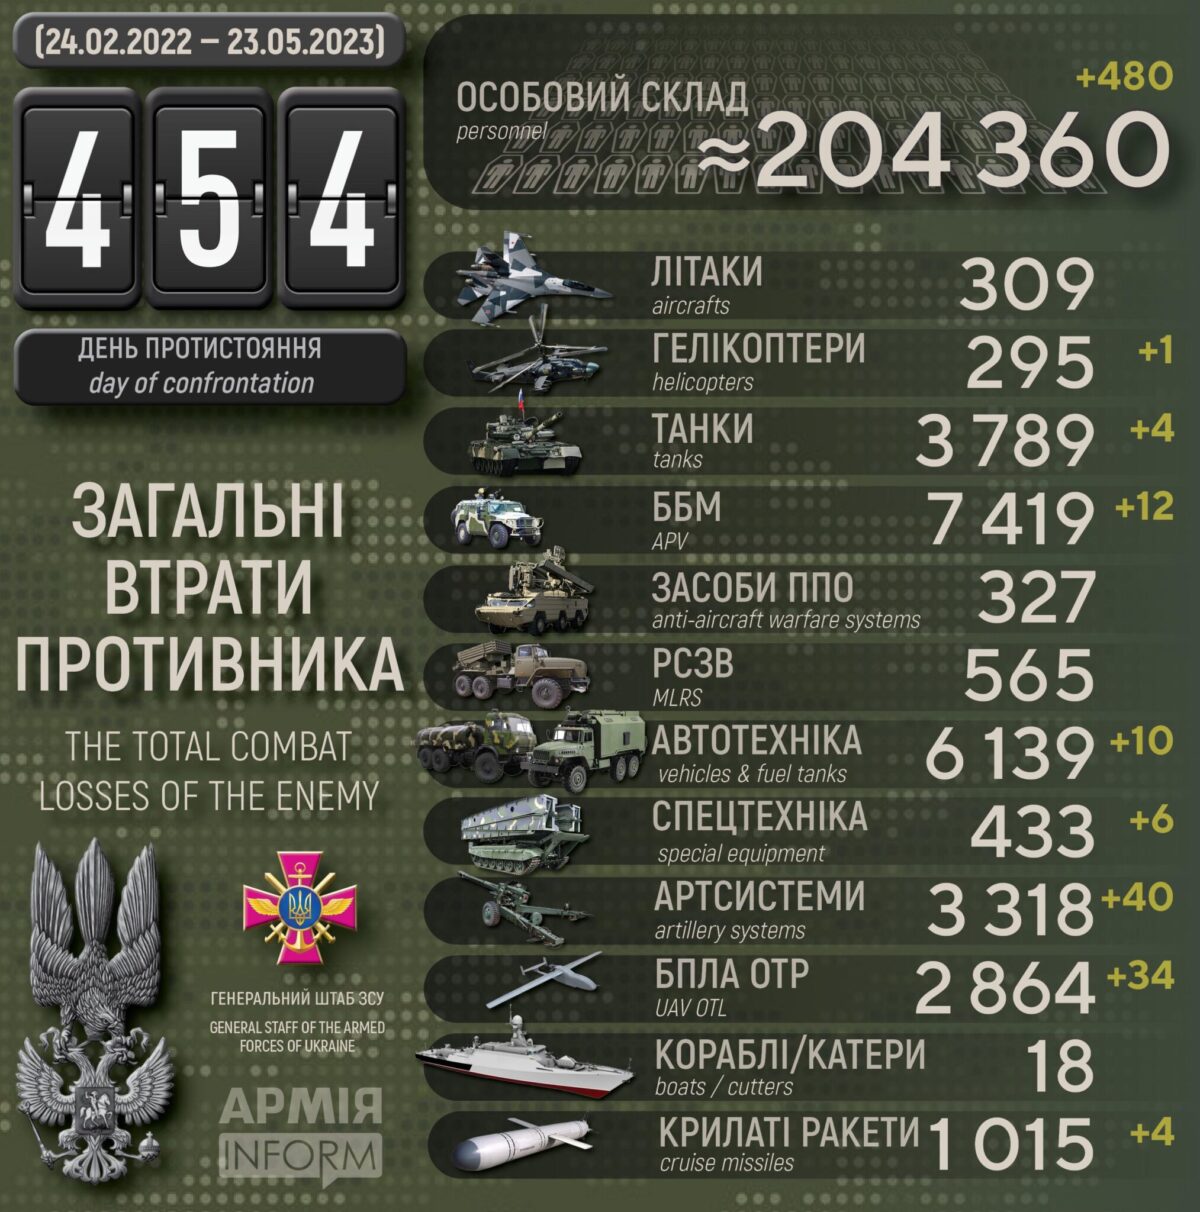 (24.02.2022 – 23.05.2023)
454
ДЕНЬ ПРОТИСТОЯННЯ
day of confrontation
ЗАГАЛЬНІ
ВТРАТИ
ПРОТИВНИКА
THE TOTAL COMBAT
LOSSES OF THE ENEMY
ГЕНЕРАЛЬНИЙ ШТАБ ЗСУ
GENERAL STAFF OF THE ARMED
FORCES OF UKRAINE
АРМІЯ
INFORM
+480
ОСОБОВИЙ СКЛАД
personnel
≈204 360
ЛІТАКИ 309
aircrafts
ГЕЛІКОПТЕРИ 295 +1
helicopters
ТАНКИ 3 789 +4
tanks
ББМ 7 419 +12
APV
ЗАСОБИ ППО 327
anti-aircraft warfare systems
РСЗВ 565
MLRS
АВТОТЕХНІКА 6 139 +10
vehicles & fuel tanks
СПЕЦТЕХНІКА 433 +6
special equipment
АРТСИСТЕМИ 3 318 +40
artillery systems
БПЛА ОТР 2 864 +34
UAV OTL
КОРАБЛІ/КАТЕРИ 18
boats / cutters
КРИЛАТІ РАКЕТИ 1 015 +4
cruise missiles